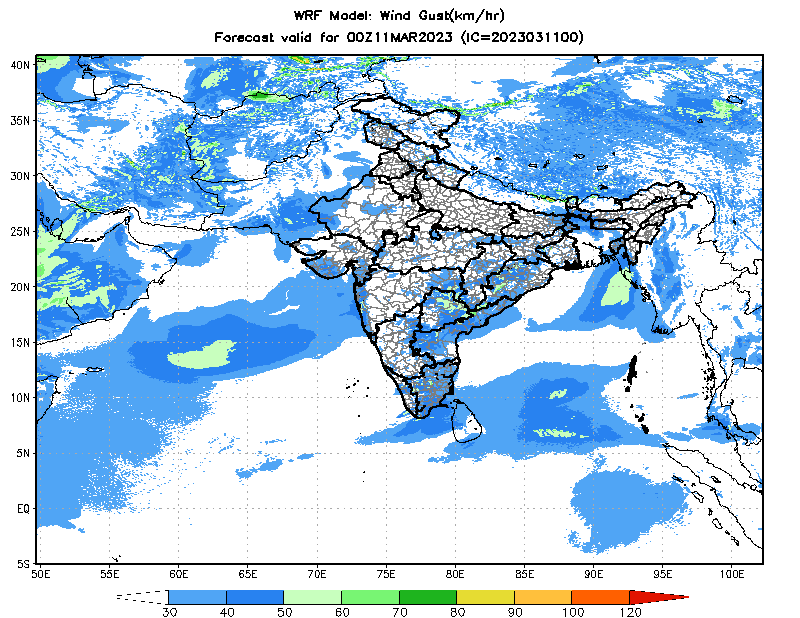 WRF Model: Wind Gust(km/hr)
Forecast valid for 00Z11MAR2023 (IC=2023031100)
40N
35N
30N
25N
20N
15N
10N
5N
EQ
5S
50E 55E 60E 65E 70E 75E 80E 85E 90E 95E 100E
30 40 50 60 70 80 90 100 120